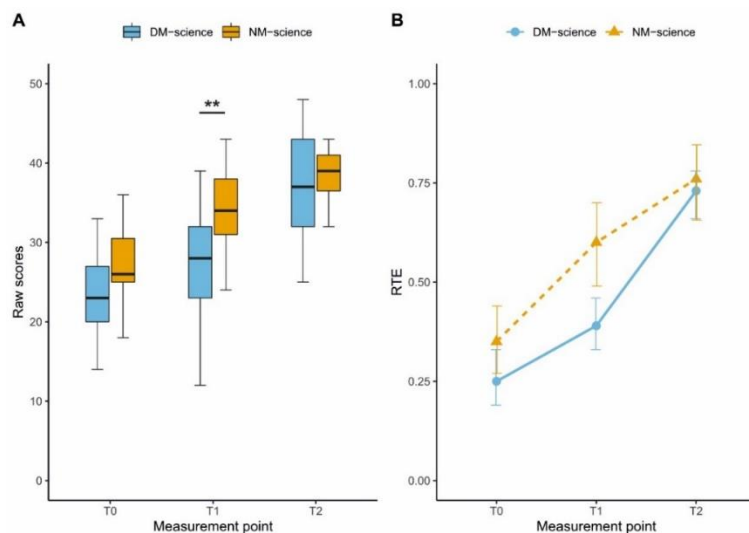 A
DM-science NM-science
50
40
30
20
10
0
Raw scores
**
T0 T1 T2
Measurement point
B
DM-science NM-science
1.00
0.75
0.50
0.25
0.00
RTE
T0 T1 T2
Measurement point